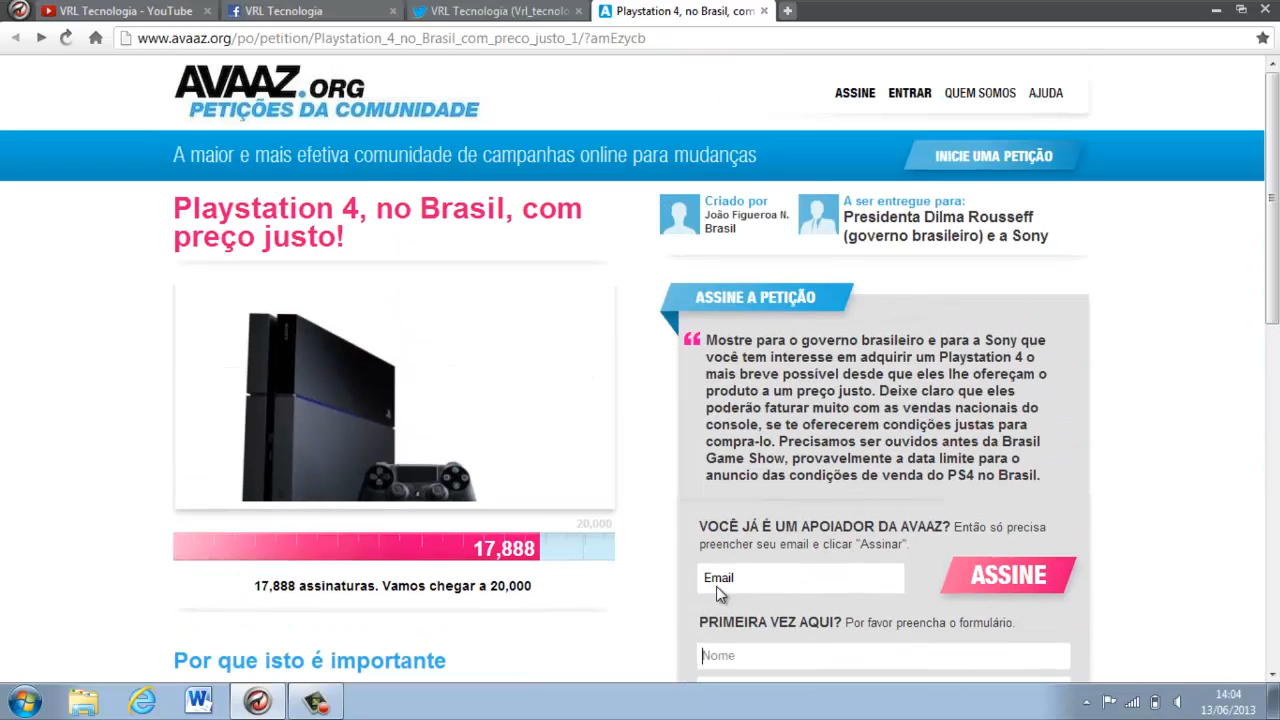 VRL Tecnologia - YouTube
VRL Tecnologia
VRL Tecnologia (Vrl_tecnolo
Playstation 4, no Brasil, com
www.avaaz.org/po/petition/Playstation_4_no_Brasil_com_preco_justo_1/?amEzycb
AVAAZ.ORG
PETIÇÕES DA COMUNIDADE
ASSINE ENTRAR QUEM SOMOS AJUDA
A maior e mais efetiva comunidade de campanhas online para mudanças
INICIE UMA PETIÇÃO
Playstation 4, no Brasil, com
preço justo!
Criado por
João Figueroa N.
Brasil
A ser entregue para:
Presidenta Dilma Rousseff
(governo brasileiro) e a Sony
ASSINE A PETIÇÃO
Mostre para o governo brasileiro e para a Sony que
você tem interesse em adquirir um Playstation 4 o
mais breve possível desde que eles lhe ofereçam o
produto a um preço justo. Deixe claro que eles
poderão faturar muito com as vendas nacionais do
console, se te oferecerem condições justas para
compra-lo. Precisamos ser ouvidos antes da Brasil
Game Show, provavelmente a data limite para o
anuncio das condições de venda do PS4 no Brasil.
20,000
17,888
17,888 assinaturas. Vamos chegar a 20,000
VOCÊ JÁ É UM APOIADOR DA AVAAZ? Então só precisa
preencher seu email e clicar "Assinar".
Email
ASSINE
PRIMEIRA VEZ AQUI? Por favor preencha o formulário.
Nome
Por que isto é importante
14:04
13/06/2013